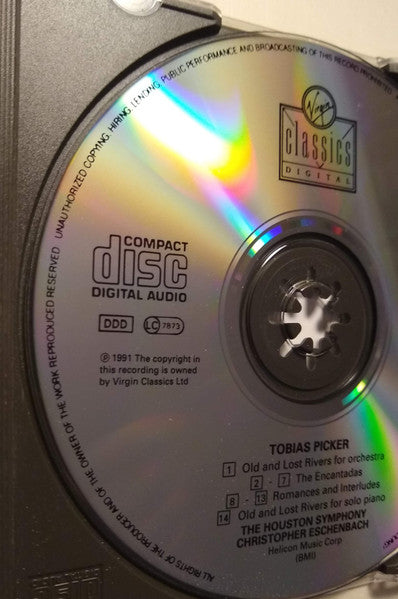 UNAUTHORIZED COPYING, HIRING, LENDING, PUBLIC PERFORMANCE AND BROADCASTING OF THIS RECORD PROHIBITED
ALL RIGHTS OF THE PRODUCER AND OF THE OWNER OF THE WORK REPRODUCED RESERVED
Virgin
classics
DIGITAL
COMPACT
disc
DIGITAL AUDIO
DDD LC 7873
℗ 1991 The copyright in
this recording is owned
by Virgin Classics Ltd
TOBIAS PICKER
1 Old and Lost Rivers for orchestra
2 - 7 The Encantadas
8 - 13 Romances and Interludes
14 Old and Lost Rivers for solo piano
THE HOUSTON SYMPHONY
CHRISTOPHER ESCHENBACH
Helicon Music Corp
(BMI)